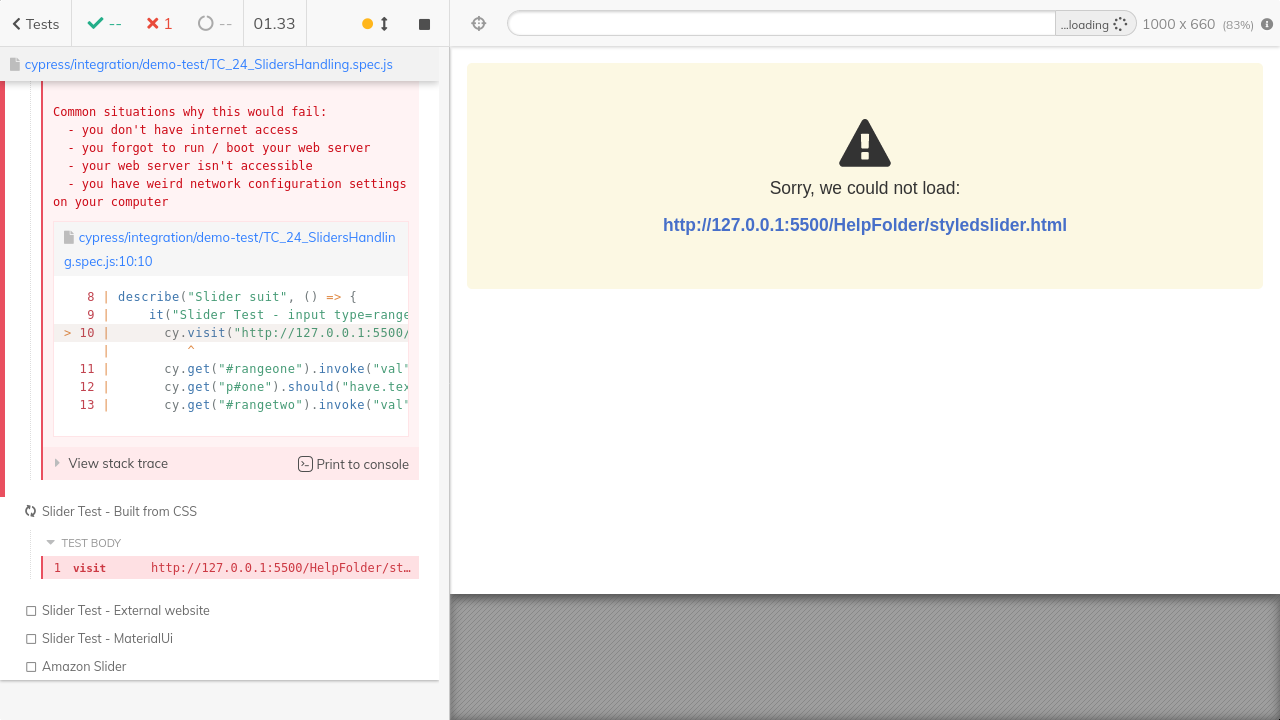 Tests -- 1 -- 01.33
...loading 1000 x 660 (83%)
cypress/integration/demo-test/TC_24_SlidersHandling.spec.js
Common situations why this would fail:
- you don't have internet access
- you forgot to run / boot your web server
- your web server isn't accessible
- you have weird network configuration settings
on your computer
cypress/integration/demo-test/TC_24_SlidersHandlin
g.spec.js:10:10
8 | describe("Slider suit", () => {
9 |     it("Slider Test - input type=range
> 10 |       cy.visit("http://127.0.0.1:5500/
|          ^
11 |       cy.get("#rangeone").invoke("val"
12 |       cy.get("p#one").should("have.tex
13 |       cy.get("#rangetwo").invoke("val"
View stack trace Print to console
Slider Test - Built from CSS
TEST BODY
1 visit http://127.0.0.1:5500/HelpFolder/st...
Slider Test - External website
Slider Test - MaterialUi
Amazon Slider
Sorry, we could not load:
http://127.0.0.1:5500/HelpFolder/styledslider.html